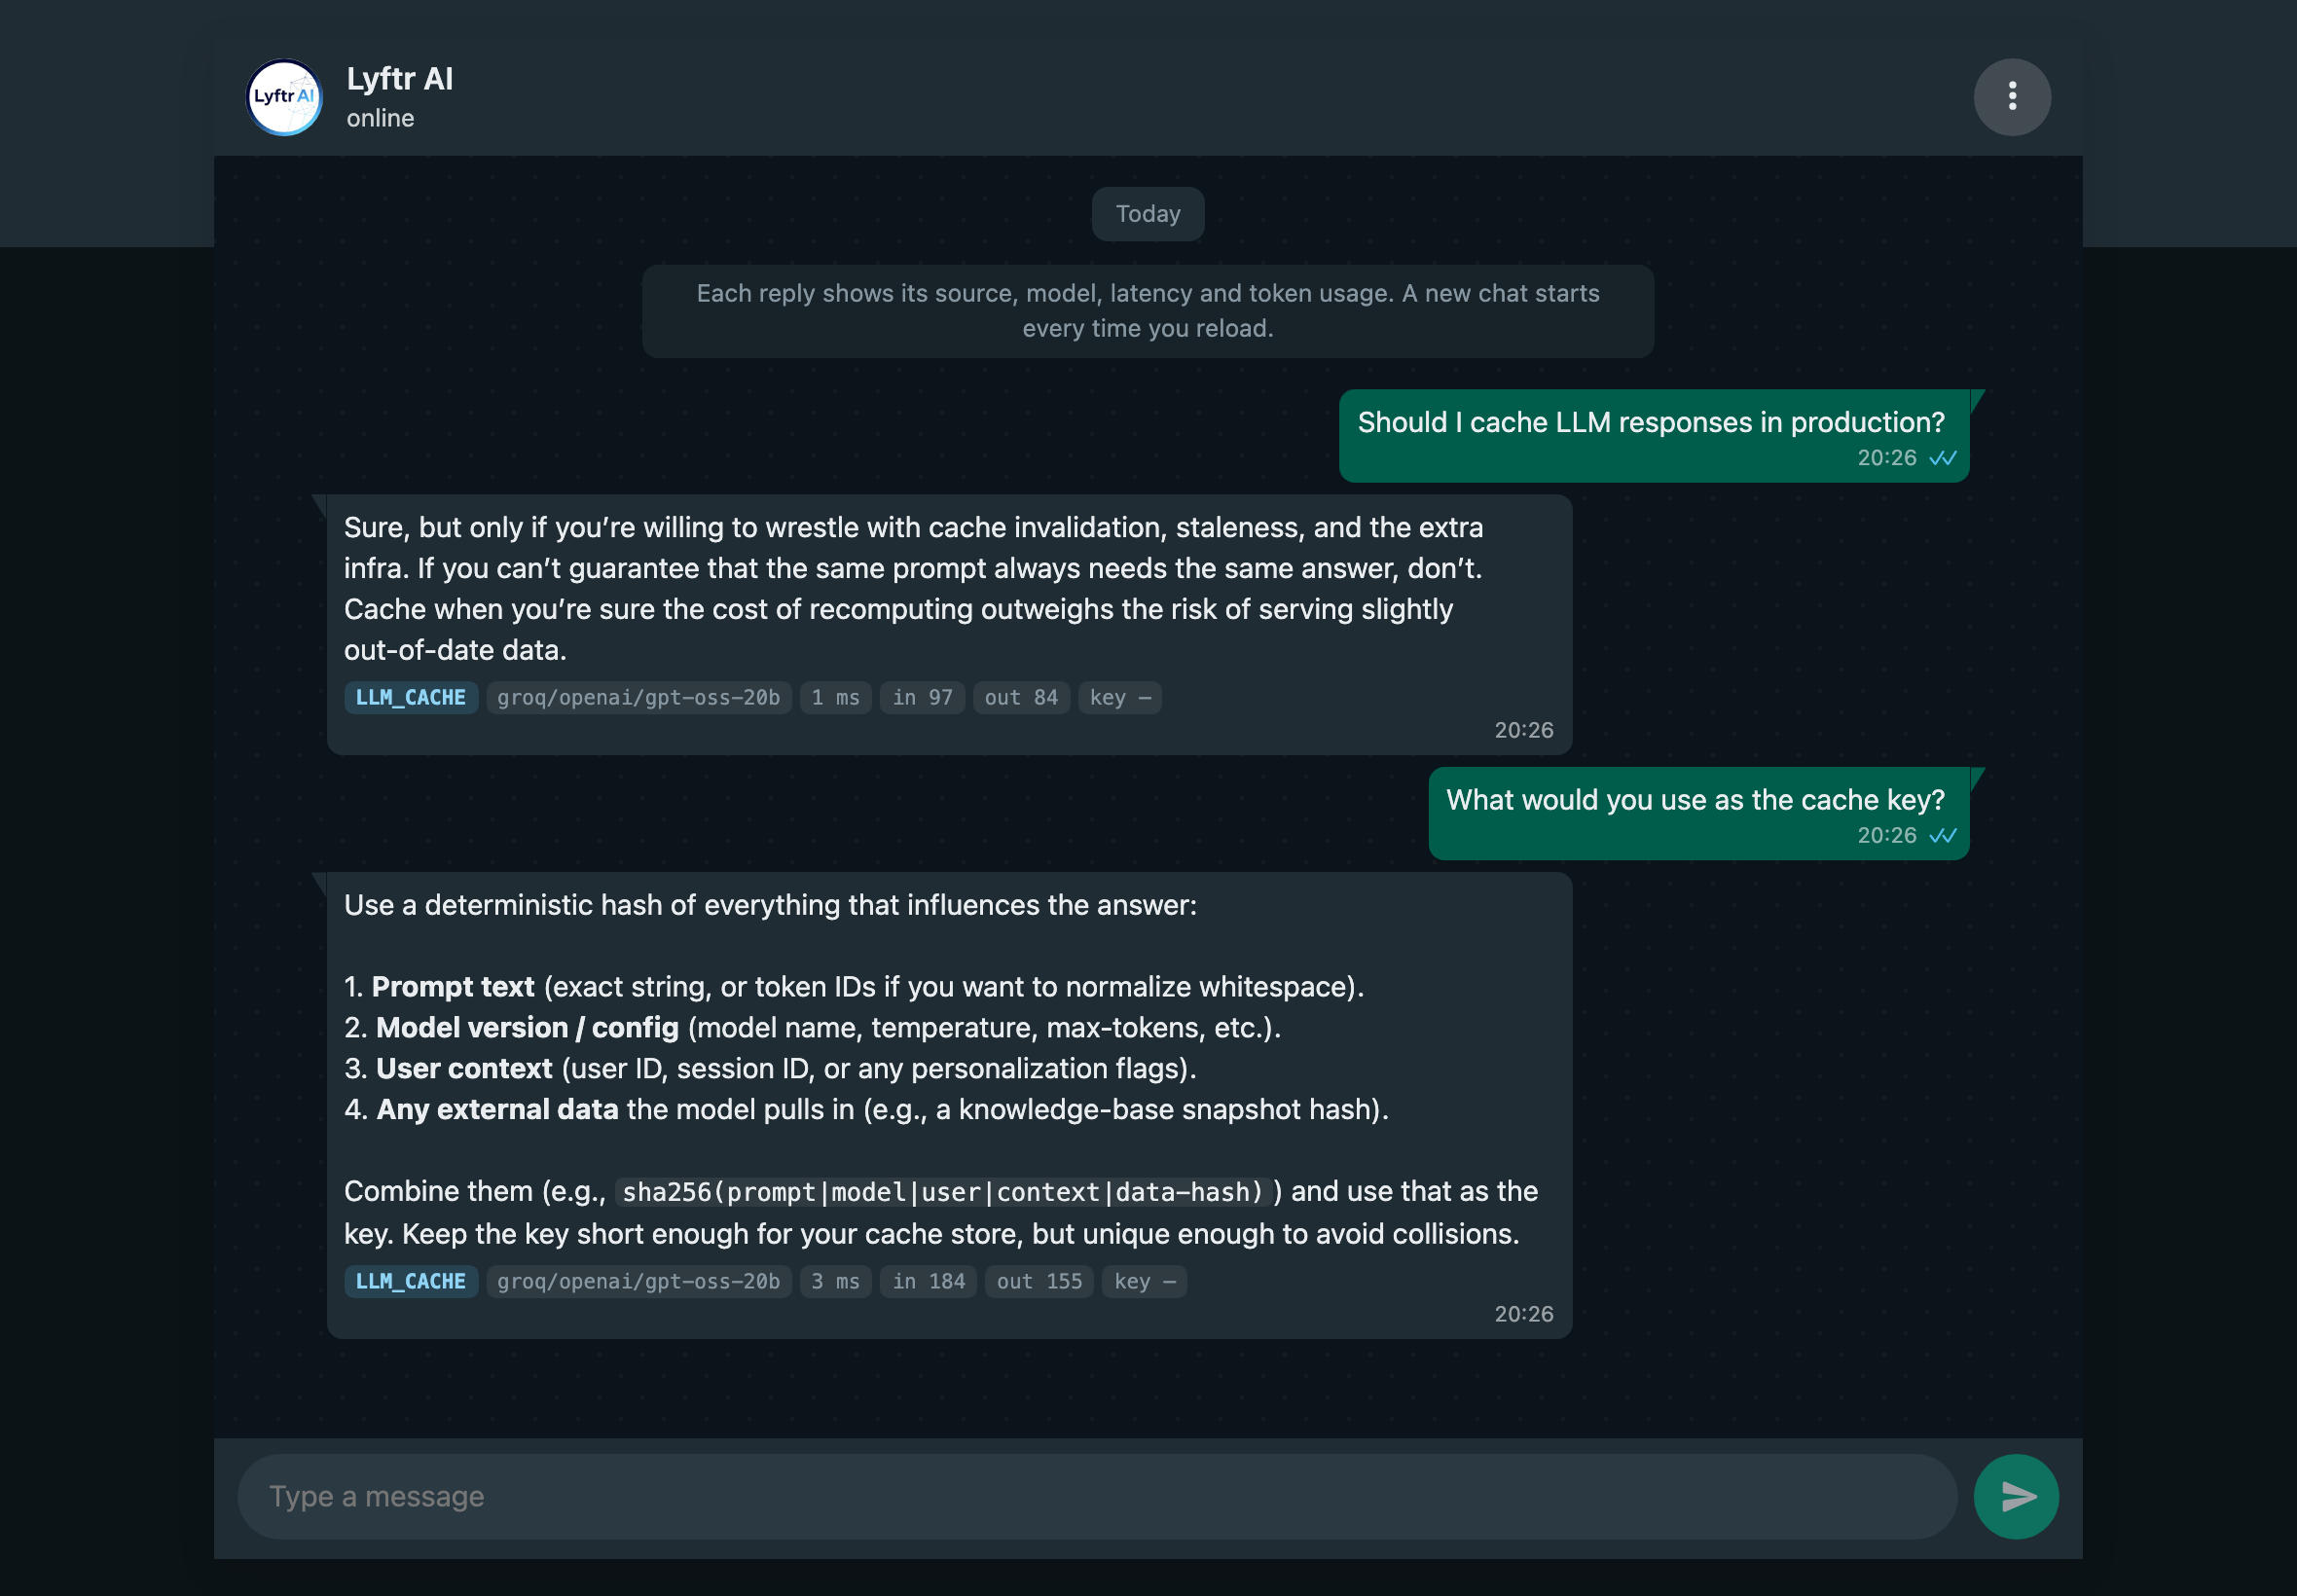 LyftrAI
Lyftr AI
online
Today
Each reply shows its source, model, latency and token usage. A new chat starts
every time you reload.
Should I cache LLM responses in production?
20:26
Sure, but only if you’re willing to wrestle with cache invalidation, staleness, and the extra
infra. If you can’t guarantee that the same prompt always needs the same answer, don’t.
Cache when you’re sure the cost of recomputing outweighs the risk of serving slightly
out-of-date data.
LLM_CACHE groq/openai/gpt-oss-20b 1 ms in 97 out 84 key –
20:26
What would you use as the cache key?
20:26
Use a deterministic hash of everything that influences the answer:
1. Prompt text (exact string, or token IDs if you want to normalize whitespace).
2. Model version / config (model name, temperature, max-tokens, etc.).
3. User context (user ID, session ID, or any personalization flags).
4. Any external data the model pulls in (e.g., a knowledge-base snapshot hash).
Combine them (e.g., sha256(prompt|model|user|context|data-hash)) and use that as the
key. Keep the key short enough for your cache store, but unique enough to avoid collisions.
LLM_CACHE groq/openai/gpt-oss-20b 3 ms in 184 out 155 key –
20:26
Type a message